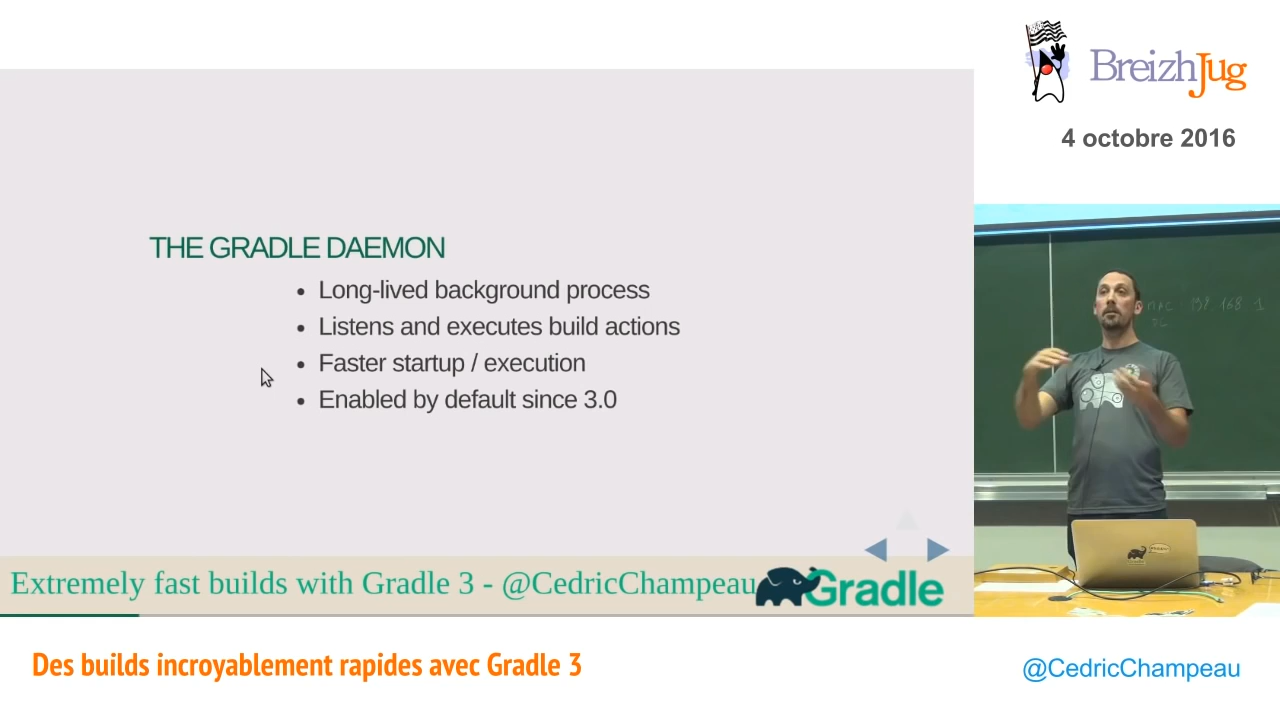 BreizhJug
4 octobre 2016
THE GRADLE DAEMON
Long-lived background process
Listens and executes build actions
Faster startup / execution
Enabled by default since 3.0
Extremely fast builds with Gradle 3 - @CedricChampeau
Gradle
Des builds incroyablement rapides avec Gradle 3
@CedricChampeau